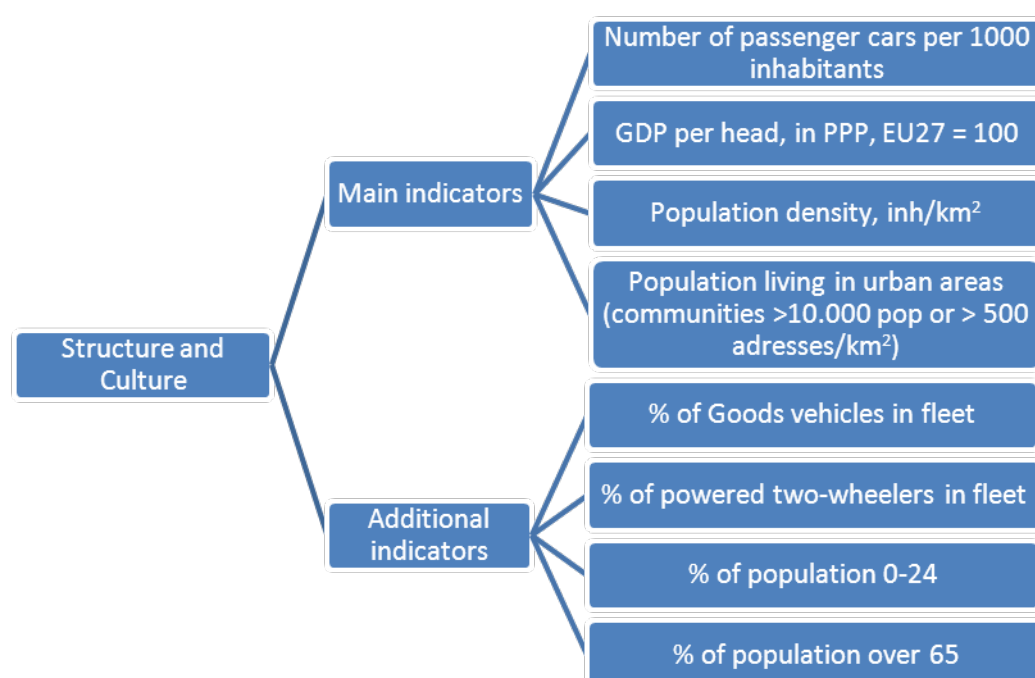 Number of passenger cars per 1000
inhabitants
GDP per head, in PPP, EU27 = 100
Main indicators
Population density, inh/km²
Population living in urban areas
(communities >10.000 pop or > 500
adresses/km²)
Structure and
Culture
% of Goods vehicles in fleet
% of powered two-wheelers in fleet
Additional
indicators
% of population 0-24
% of population over 65